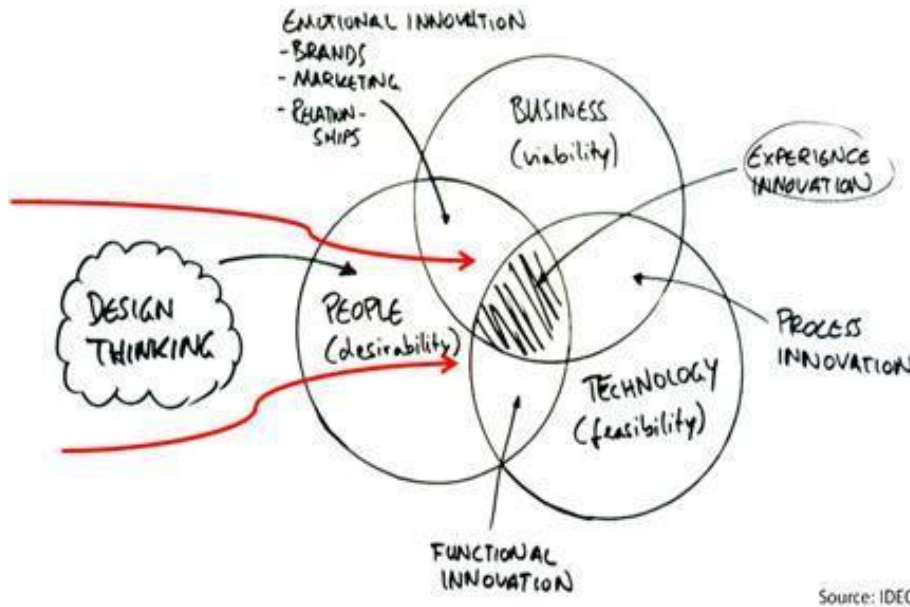 EMOTIONAL INNOVATION
- BRANDS
- MARKETING
- RELATION-
SHIPS
BUSINESS
(viability)
EXPERIENCE
INNOVATION
DESIGN
THINKING
PEOPLE
(desirability)
PROCESS
INNOVATION
TECHNOLOGY
(feasibility)
FUNCTIONAL
INNOVATION
Source: IDEO